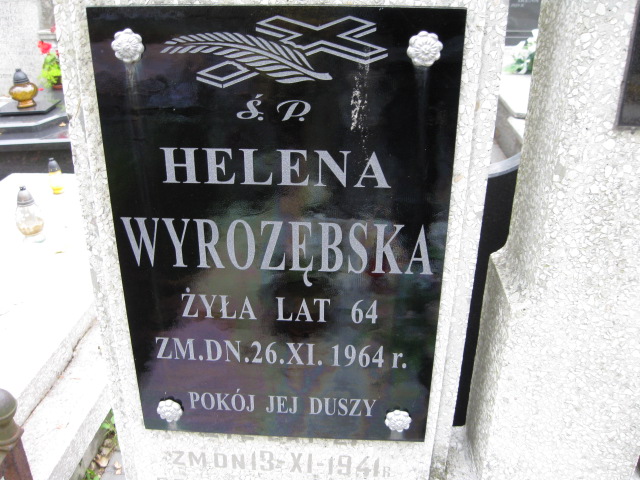 Ś. P.
HELENA
WYROZĘBSKA
ŻYŁA LAT 64
ZM.DN.26.XI. 1964 r.
POKÓJ JEJ DUSZY
ZM DN 13-XI-1941 R